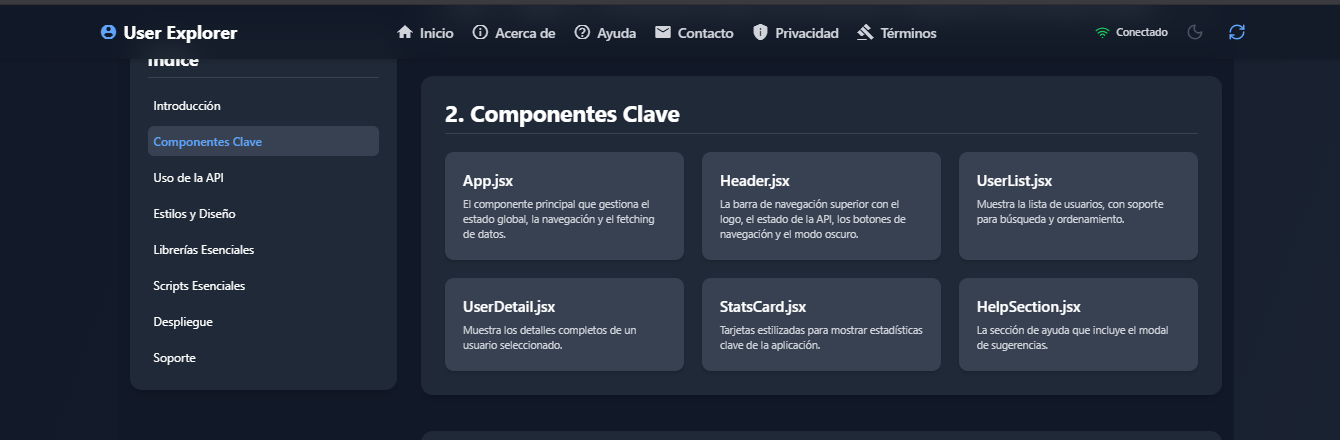 User Explorer
Inicio
Acerca de
Ayuda
Contacto
Privacidad
Términos
Conectado
Índice
Introducción
Componentes Clave
Uso de la API
Estilos y Diseño
Librerías Esenciales
Scripts Esenciales
Despliegue
Soporte
2. Componentes Clave
App.jsx
El componente principal que gestiona el
estado global, la navegación y el fetching
de datos.
Header.jsx
La barra de navegación superior con el
logo, el estado de la API, los botones de
navegación y el modo oscuro.
UserList.jsx
Muestra la lista de usuarios, con soporte
para búsqueda y ordenamiento.
UserDetail.jsx
Muestra los detalles completos de un
usuario seleccionado.
StatsCard.jsx
Tarjetas estilizadas para mostrar estadísticas
clave de la aplicación.
HelpSection.jsx
La sección de ayuda que incluye el modal
de sugerencias.